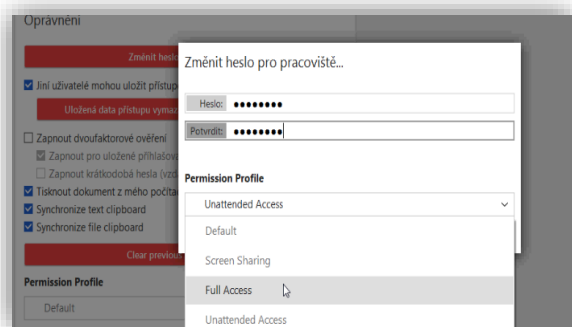 Oprávnění
Změnit heslo
Jiní uživatelé mohou uložit přístup
Uložená data přístupu vymaz
Zapnout dvoufaktorové ověření
Zapnout pro uložené přihlašov
Zapnout krátkodobá hesla (vzd
Tisknout dokument z mého počítač
Synchronize text clipboard
Synchronize file clipboard
Clear previous
Permission Profile
Default
Změnit heslo pro pracoviště...
Heslo: ●●●●●●●●
Potvrdit: ●●●●●●●●
Permission Profile
Unattended Access
Default
Screen Sharing
Full Access
Unattended Access